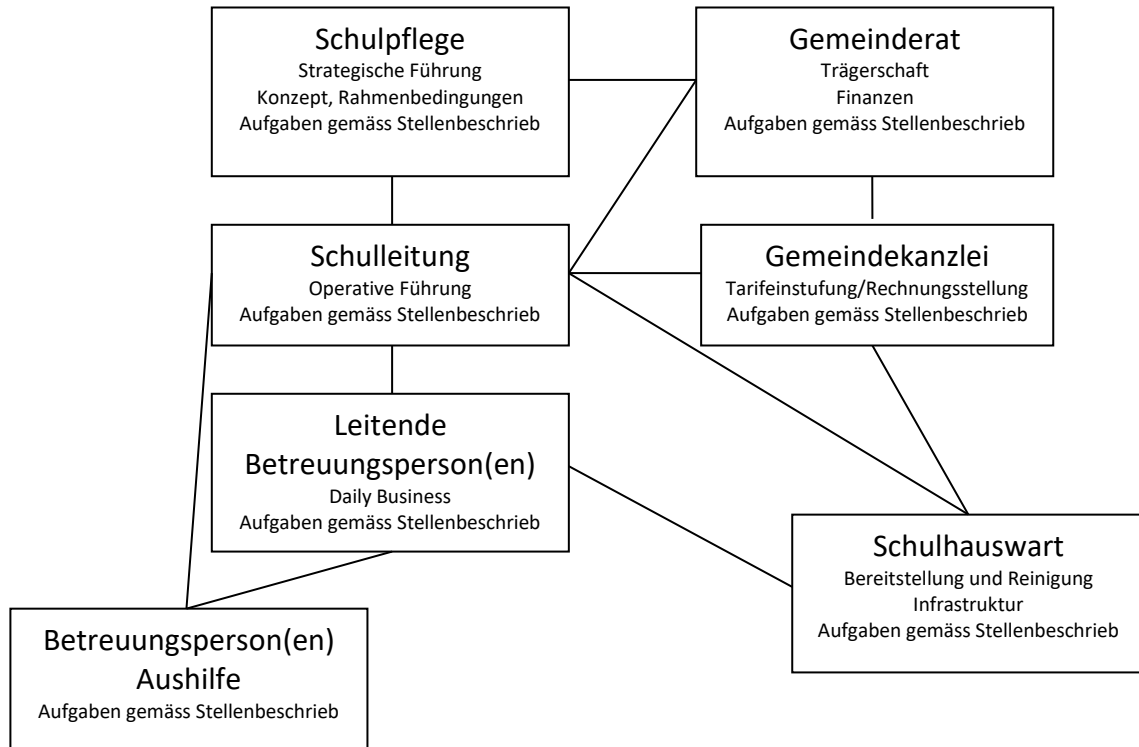 Schulpflege
Strategische Führung
Konzept, Rahmenbedingungen
Aufgaben gemäss Stellenbeschrieb
Gemeinderat
Trägerschaft
Finanzen
Aufgaben gemäss Stellenbeschrieb
Schulleitung
Operative Führung
Aufgaben gemäss Stellenbeschrieb
Gemeindekanzlei
Tarifeinstufung/Rechnungsstellung
Aufgaben gemäss Stellenbeschrieb
Leitende
Betreuungsperson(en)
Daily Business
Aufgaben gemäss Stellenbeschrieb
Schulhauswart
Bereitstellung und Reinigung
Infrastruktur
Aufgaben gemäss Stellenbeschrieb
Betreuungsperson(en)
Aushilfe
Aufgaben gemäss Stellenbeschrieb